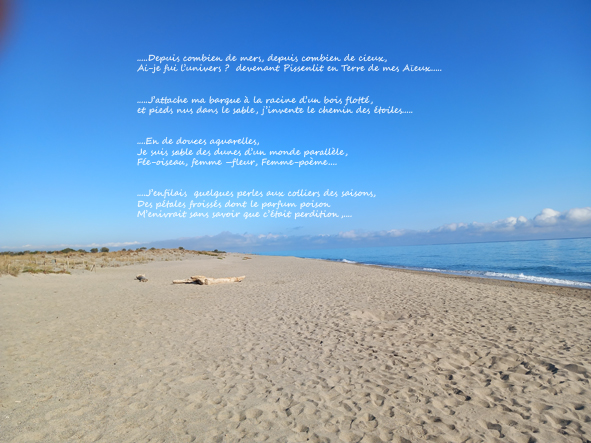 .....Depuis combien de mers, depuis combien de cieux,
Ai-je fui l'univers ? devenant Pissenlit en Terre de mes Aïeux.....
.....J'attache ma barque à la racine d'un bois flotté,
et pieds nus dans le sable, j'invente le chemin des étoiles....
....En de douces aquarelles,
Je suis sable des dunes d'un monde parallèle,
Fée-oiseau, femme –fleur, Femme-poème....
.....J'enfilais quelques perles aux colliers des saisons,
Des pétales froissés dont le parfum poison
M'enivrait sans savoir que c'était perdition,....